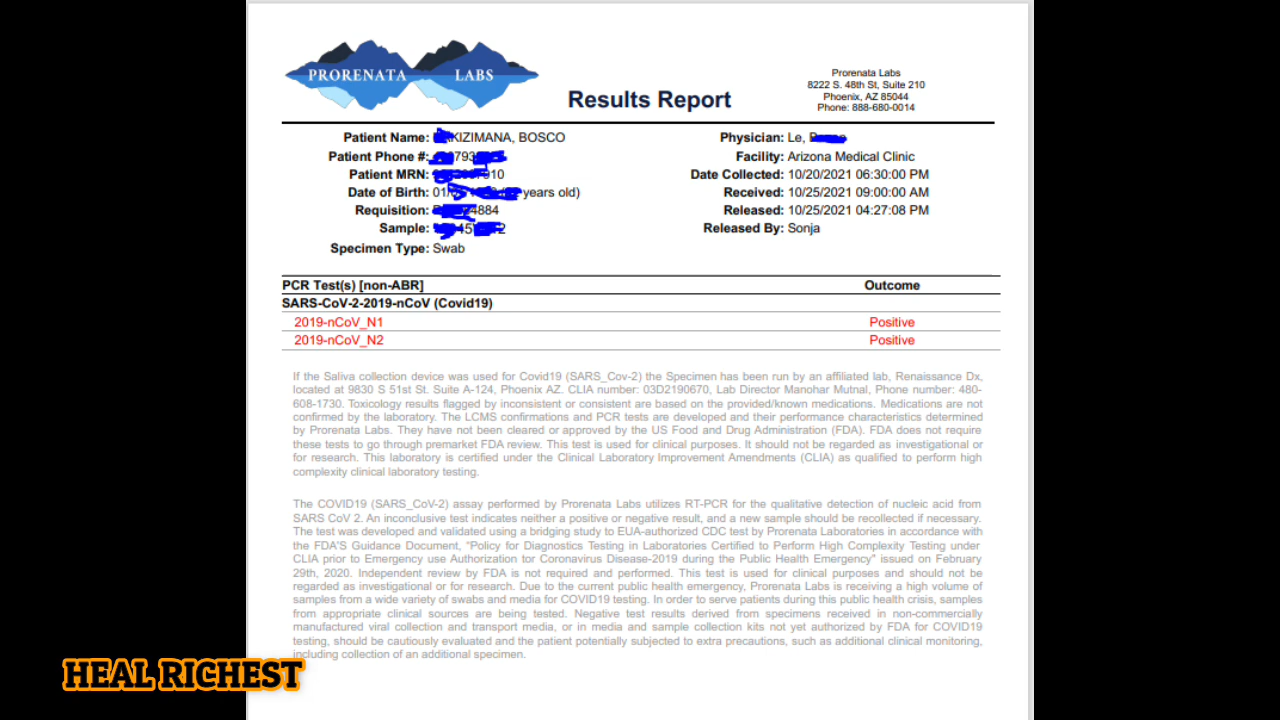 PRORENATA LABS
Results Report
Prorenata Labs
8222 S. 48th St, Suite 210
Phoenix, AZ 85044
Phone: 888-680-0014
Patient Name: KIZIMANA, BOSCO
Patient Phone #: 793
Patient MRN: 010
Date of Birth: 01/ years old)
Requisition: 4884
Sample: 45 2
Specimen Type: Swab
Physician: Le,
Facility: Arizona Medical Clinic
Date Collected: 10/20/2021 06:30:00 PM
Received: 10/25/2021 09:00:00 AM
Released: 10/25/2021 04:27:08 PM
Released By: Sonja
PCR Test(s) [non-ABR] Outcome
SARS-CoV-2-2019-nCoV (Covid19)
2019-nCoV_N1 Positive
2019-nCoV_N2 Positive
If the Saliva collection device was used for Covid19 (SARS_Cov-2) the Specimen has been run by an affiliated lab, Renaissance Dx,
located at 9830 S 51st St. Suite A-124, Phoenix AZ. CLIA number: 03D2190670, Lab Director Manohar Mutnal, Phone number: 480-
608-1730. Toxicology results flagged by inconsistent or consistent are based on the provided/known medications. Medications are not
confirmed by the laboratory. The LCMS confirmations and PCR tests are developed and their performance characteristics determined
by Prorenata Labs. They have not been cleared or approved by the US Food and Drug Administration (FDA). FDA does not require
these tests to go through premarket FDA review. This test is used for clinical purposes. It should not be regarded as investigational or
for research. This laboratory is certified under the Clinical Laboratory Improvement Amendments (CLIA) as qualified to perform high
complexity clinical laboratory testing.
The COVID19 (SARS_CoV-2) assay performed by Prorenata Labs utilizes RT-PCR for the qualitative detection of nucleic acid from
SARS CoV 2. An inconclusive test indicates neither a positive or negative result, and a new sample should be recollected if necessary.
The test was developed and validated using a bridging study to EUA-authorized CDC test by Prorenata Laboratories in accordance with
the FDA'S Guidance Document, "Policy for Diagnostics Testing in Laboratories Certified to Perform High Complexity Testing under
CLIA prior to Emergency use Authorization for Coronavirus Disease-2019 during the Public Health Emergency" issued on February
29th, 2020. Independent review by FDA is not required and performed. This test is used for clinical purposes and should not be
regarded as investigational or for research. Due to the current public health emergency, Prorenata Labs is receiving a high volume of
samples from a wide variety of swabs and media for COVID19 testing. In order to serve patients during this public health crisis, samples
from appropriate clinical sources are being tested. Negative test results derived from specimens received in non-commercially
manufactured viral collection and transport media, or in media and sample collection kits not yet authorized by FDA for COVID19
testing, should be cautiously evaluated and the patient potentially subjected to extra precautions, such as additional clinical monitoring,
including collection of an additional specimen.
HEAL RICHEST